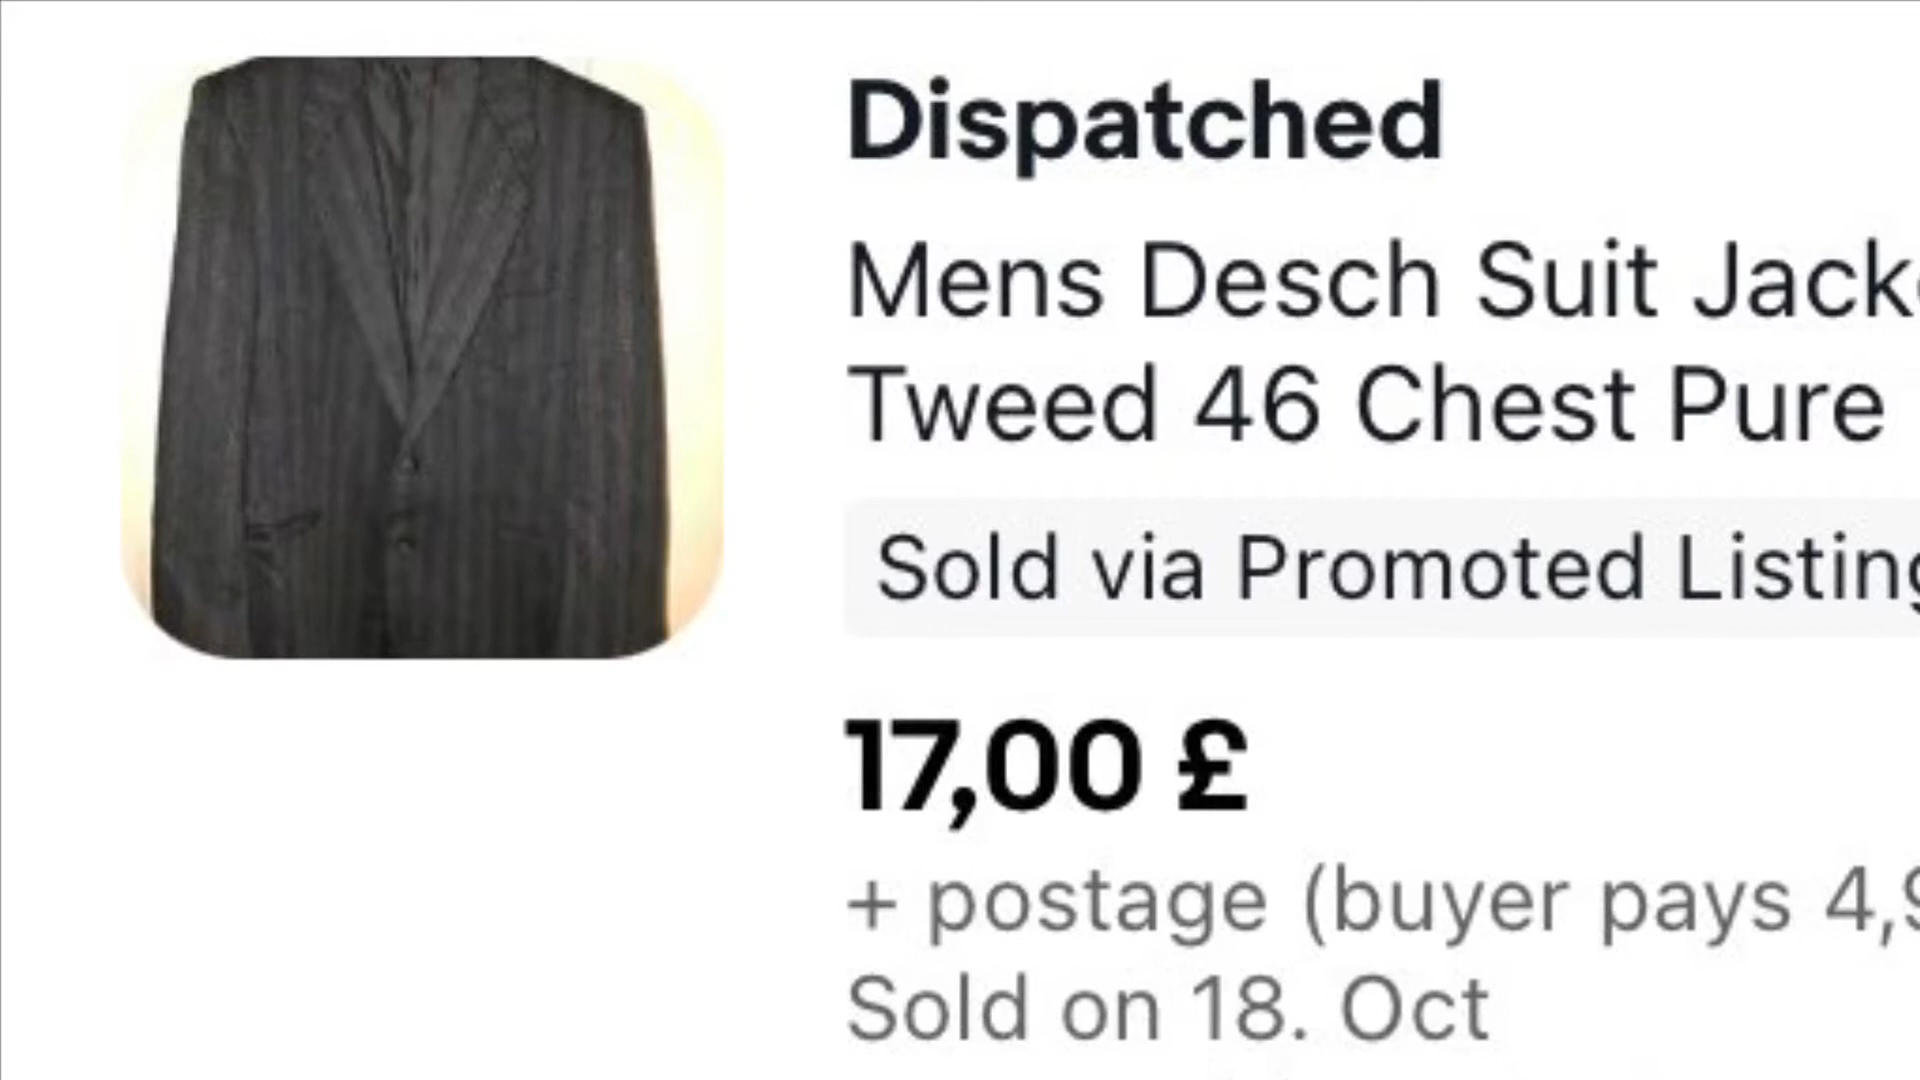 Dispatched
Mens Desch Suit
Tweed 46 Chest Pure
Sold via Promoted
17,00 £
+ postage (buyer pays
Sold on 18. Oct